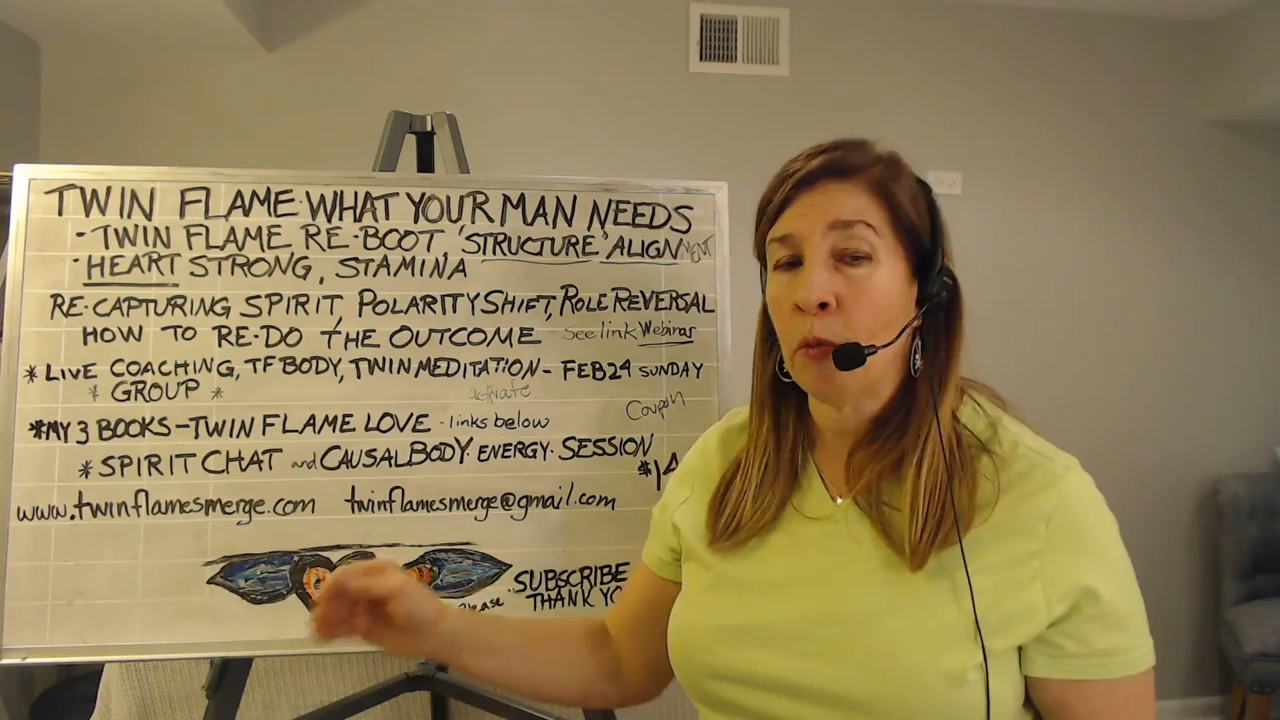 TWIN FLAME·WHAT YOUR MAN NEEDS
- TWIN FLAME RE-BOOT, 'STRUCTURE' ALIGNMENT
· HEART STRONG, STAMINA
RE-CAPTURING SPIRIT, POLARITY SHIFT, ROLE REVERSAL
HOW TO RE-DO THE OUTCOME see link Webinar
* LIVE COACHING, TF BODY, TWIN MEDITATION - FEB 24 SUNDAY
* GROUP * activate
Coupon
*MY 3 BOOKS - TWIN FLAME LOVE - links below
* SPIRIT CHAT and CAUSAL BODY· ENERGY· SESSION
$14
www.twinflamesmerge.com twinflamesmerge@gmail.com
Please SUBSCRIBE
THANK YO